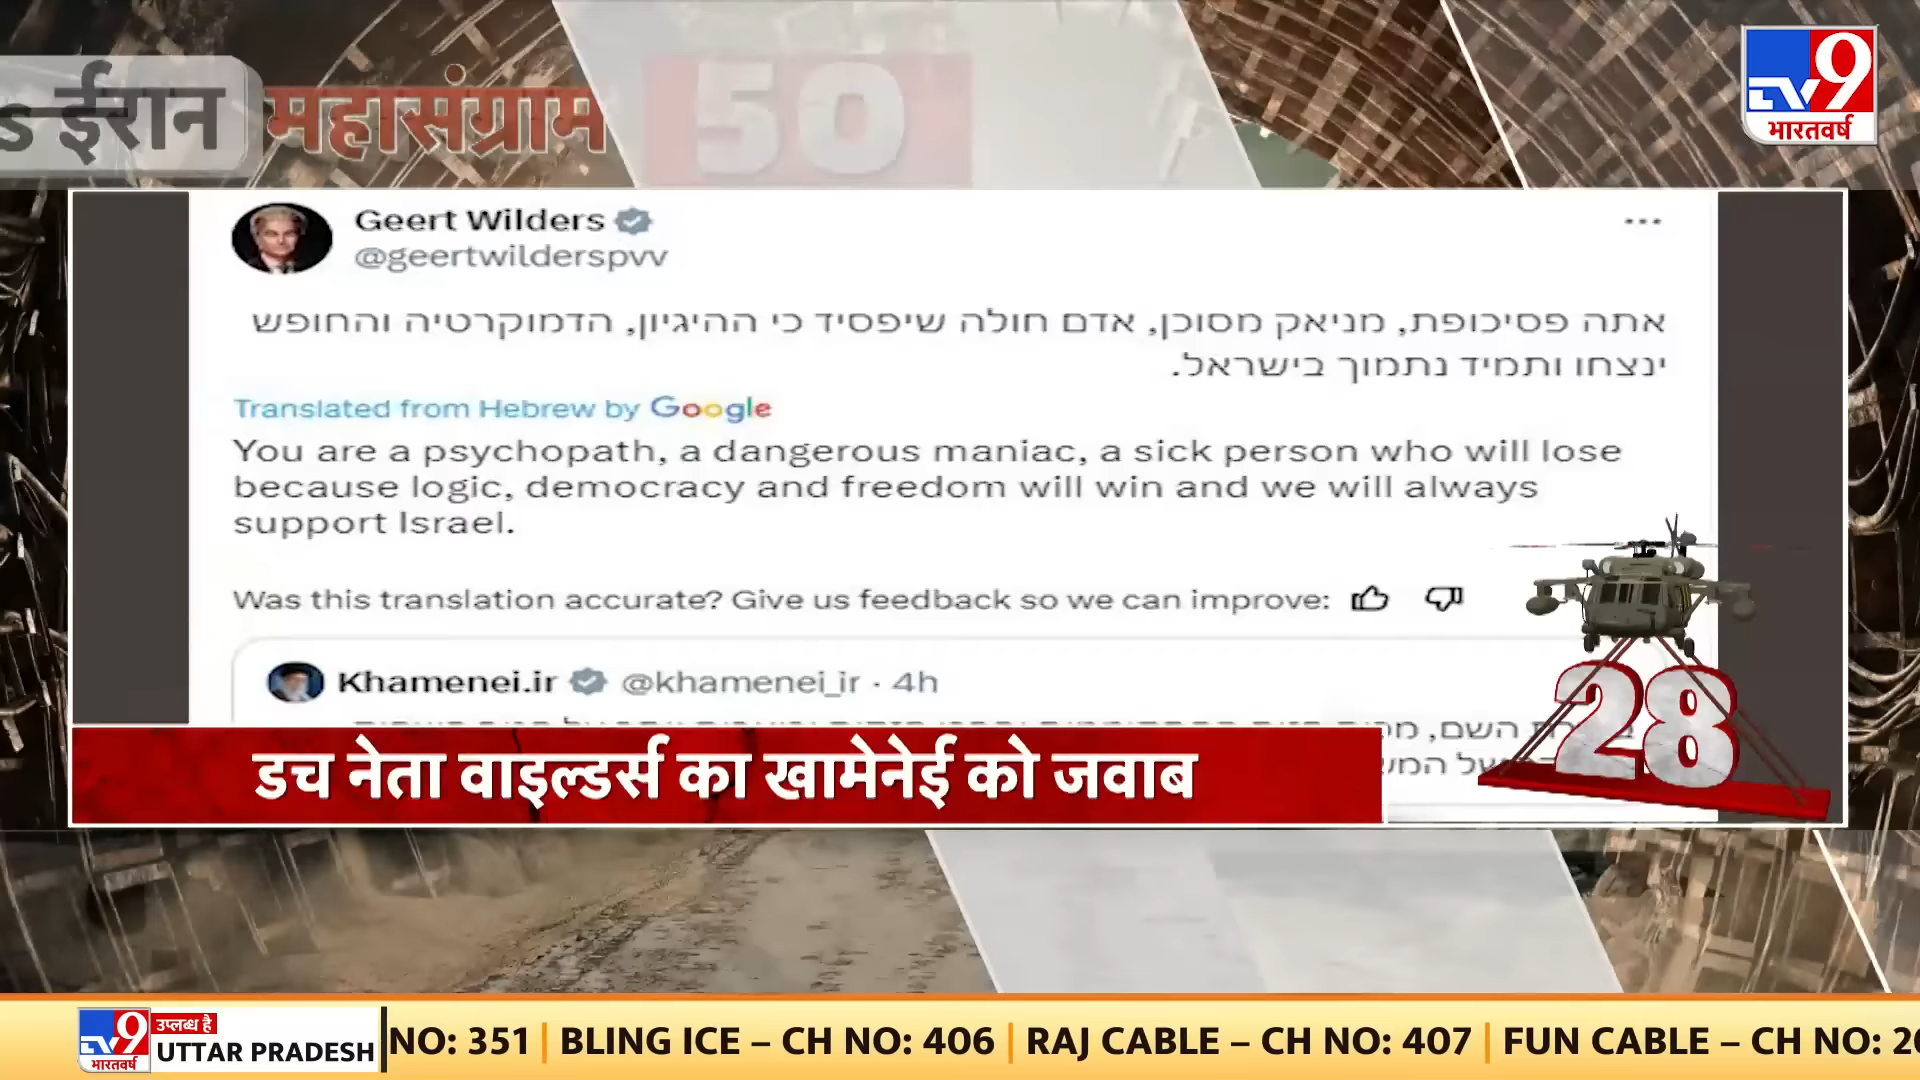 ईरान महासंग्राम 50
TV9
भारतवर्ष
Geert Wilders
@geertwilderspvv
אתה פסיכופת, מניאק מסוכן, אדם חולה שיפסיד כי ההיגיון, הדמוקרטיה והחופש
ינצחו ותמיד נתמוך בישראל.
Translated from Hebrew by Google
You are a psychopath, a dangerous maniac, a sick person who will lose
because logic, democracy and freedom will win and we will always
support Israel.
Was this translation accurate? Give us feedback so we can improve:
Khamenei.ir @khamenei_ir · 4h
השם,
של
28
डच नेता वाइल्डर्स का खामेनेई को जवाब
TV9 भारतवर्ष
उप्लब्ध है
UTTAR PRADESH
NO: 351 | BLING ICE – CH NO: 406 | RAJ CABLE – CH NO: 407 | FUN CABLE – CH NO: